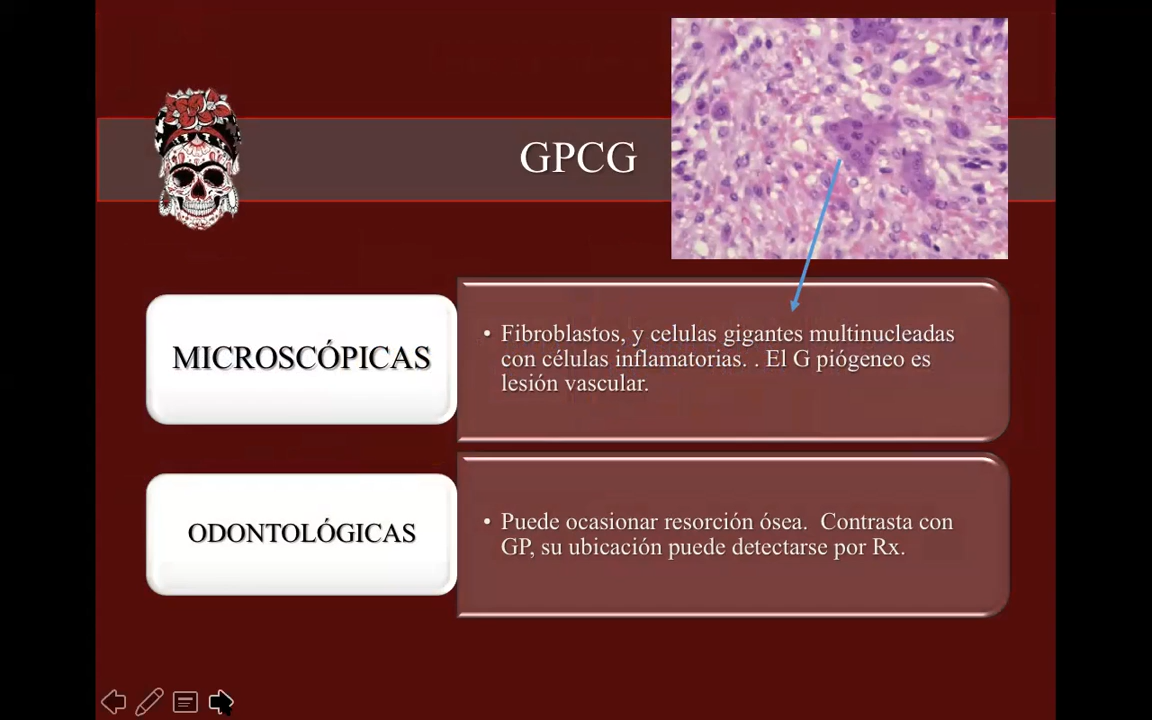 GPCG
MICROSCÓPICAS
• Fibroblastos, y celulas gigantes multinucleadas
con células inflamatorias. . El G piógeneo es
lesión vascular.
ODONTOLÓGICAS
• Puede ocasionar resorción ósea.  Contrasta con
GP, su ubicación puede detectarse por Rx.